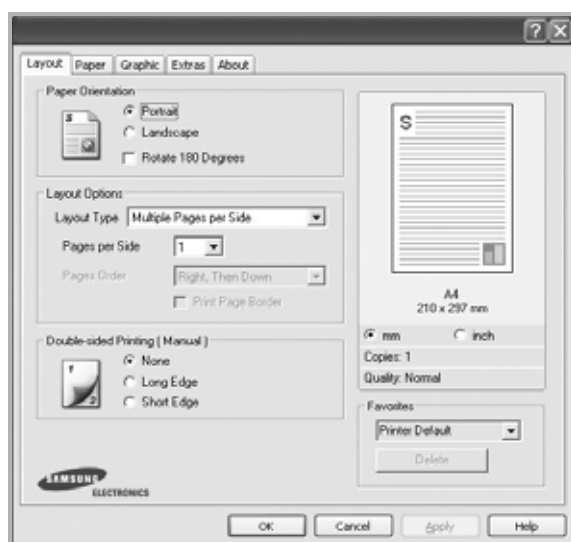 Layout Paper Graphic Extras About
Paper Orientation
S
Portrait
Landscape
Rotate 180 Degrees
Layout Options
Layout Type Multiple Pages per Side
Pages per Side 1
Pages Order Right, Then Down
Print Page Border
Double-sided Printing ( Manual )
1
2
None
Long Edge
Short Edge
SAMSUNG
ELECTRONICS
S
A4
210 x 297 mm
mm inch
Copies: 1
Quality: Normal
Favorites
Printer Default
Delete
OK Cancel Apply Help